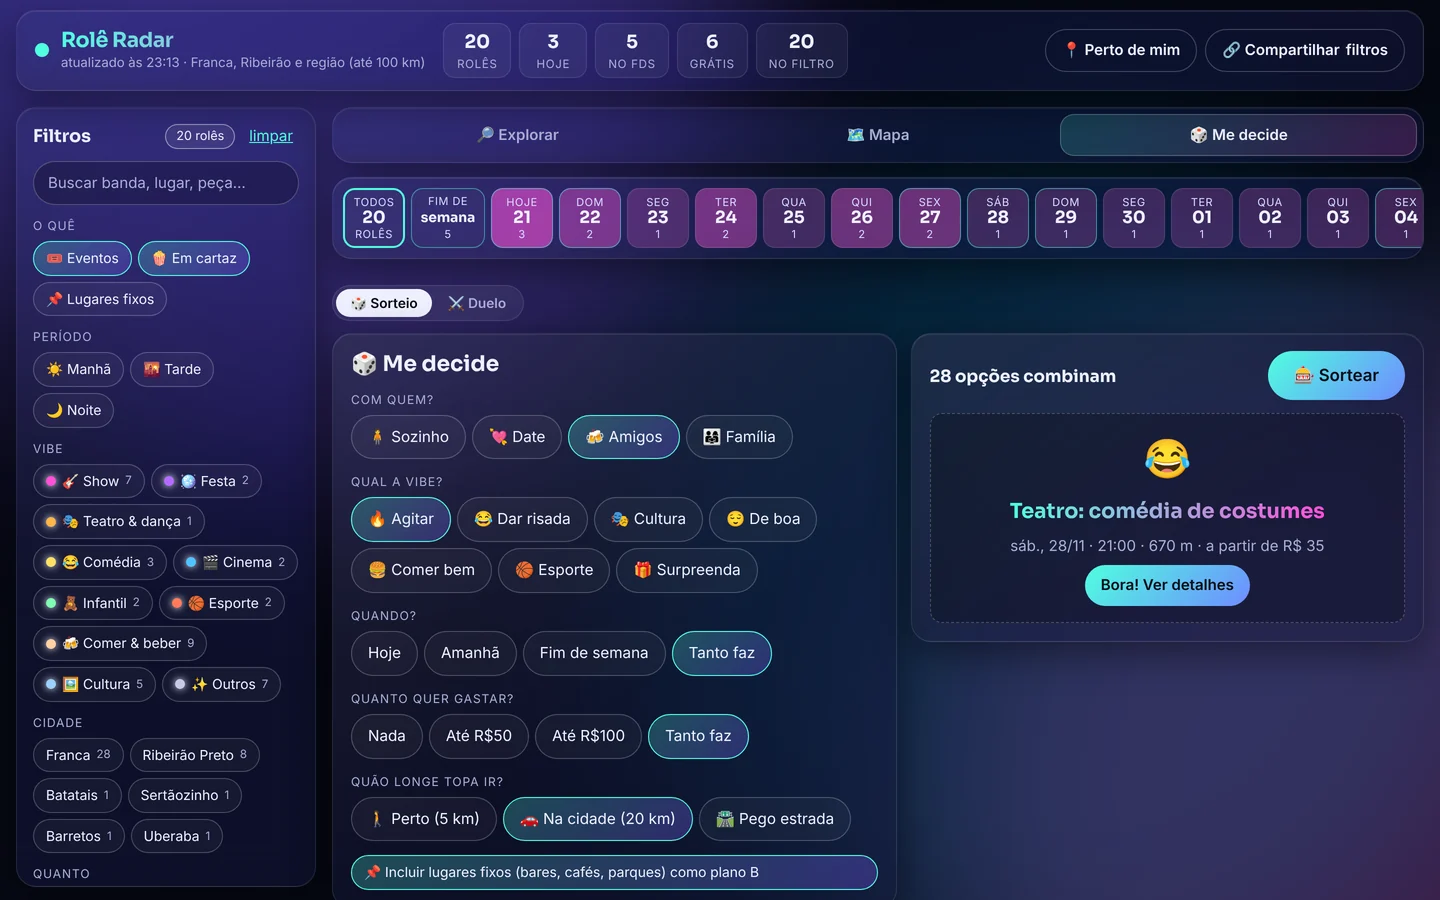 Rolê Radar
atualizado às 23:13 · Franca, Ribeirão e região (até 100 km)
20
ROLÊS
3
HOJE
5
NO FDS
6
GRÁTIS
20
NO FILTRO
📍 Perto de mim
🔗 Compartilhar filtros
Filtros
20 rolês
limpar
Buscar banda, lugar, peça...
O QUÊ
🎟️ Eventos
🍿 Em cartaz
📌 Lugares fixos
PERÍODO
☀️ Manhã
🌇 Tarde
🌙 Noite
VIBE
🎸 Show 7
🪩 Festa 2
🎭 Teatro & dança 1
😂 Comédia 3
🎬 Cinema 2
🧸 Infantil 2
🏀 Esporte 2
🍻 Comer & beber 9
🖼️ Cultura 5
✨ Outros 7
CIDADE
Franca 28
Ribeirão Preto 8
Batatais 1
Sertãozinho 1
Barretos 1
Uberaba 1
QUANTO
🔎 Explorar
🗺️ Mapa
🎲 Me decide
TODOS
20
ROLÊS
FIM DE
semana
5
HOJE
21
3
DOM
22
2
SEG
23
1
TER
24
2
QUA
25
1
QUI
26
2
SEX
27
2
SÁB
28
1
DOM
29
1
SEG
30
1
TER
01
1
QUA
02
1
QUI
03
1
SEX
04
1
🎲 Sorteio
⚔️ Duelo
🎲 Me decide
COM QUEM?
🧍 Sozinho
💘 Date
🍻 Amigos
👨‍👩‍👧 Família
QUAL A VIBE?
🔥 Agitar
😂 Dar risada
🎭 Cultura
😌 De boa
🍔 Comer bem
🏀 Esporte
🎁 Surpreenda
QUANDO?
Hoje
Amanhã
Fim de semana
Tanto faz
QUANTO QUER GASTAR?
Nada
Até R$50
Até R$100
Tanto faz
QUÃO LONGE TOPA IR?
🚶 Perto (5 km)
🚗 Na cidade (20 km)
🛣️ Pego estrada
📌 Incluir lugares fixos (bares, cafés, parques) como plano B
28 opções combinam
🎰 Sortear
😂
Teatro: comédia de costumes
sáb., 28/11 · 21:00 · 670 m · a partir de R$ 35
Bora! Ver detalhes